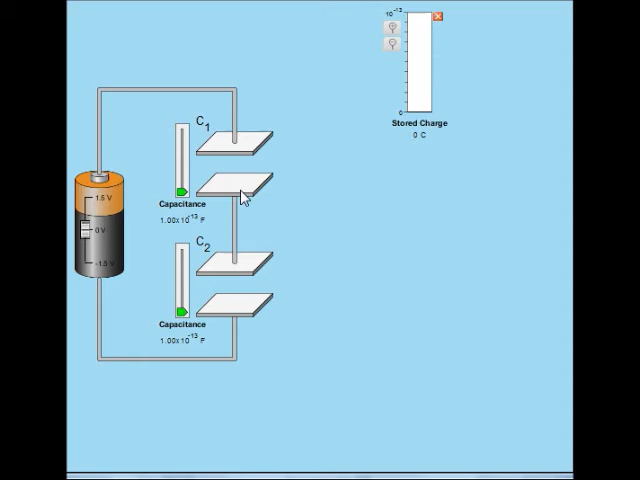 10⁻¹³
0
Stored Charge
0 C
C₁
Capacitance
1.00x10⁻¹³ F
1.5 V
0 V
-1.5 V
C₂
Capacitance
1.00x10⁻¹³ F